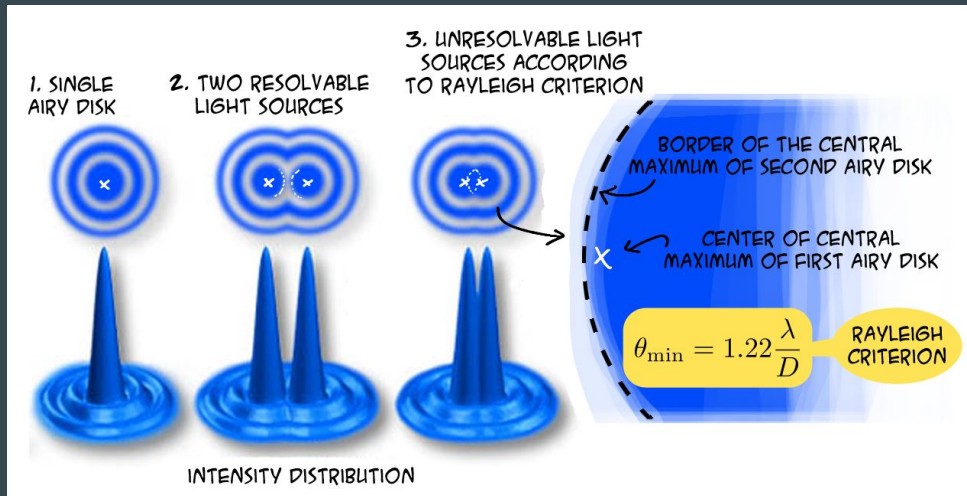 1. SINGLE
AIRY DISK
2. TWO RESOLVABLE
LIGHT SOURCES
3. UNRESOLVABLE LIGHT
SOURCES ACCORDING
TO RAYLEIGH CRITERION
BORDER OF THE CENTRAL
MAXIMUM OF SECOND AIRY DISK
CENTER OF CENTRAL
MAXIMUM OF FIRST AIRY DISK
θ_min = 1.22 λ/D
RAYLEIGH
CRITERION
INTENSITY DISTRIBUTION